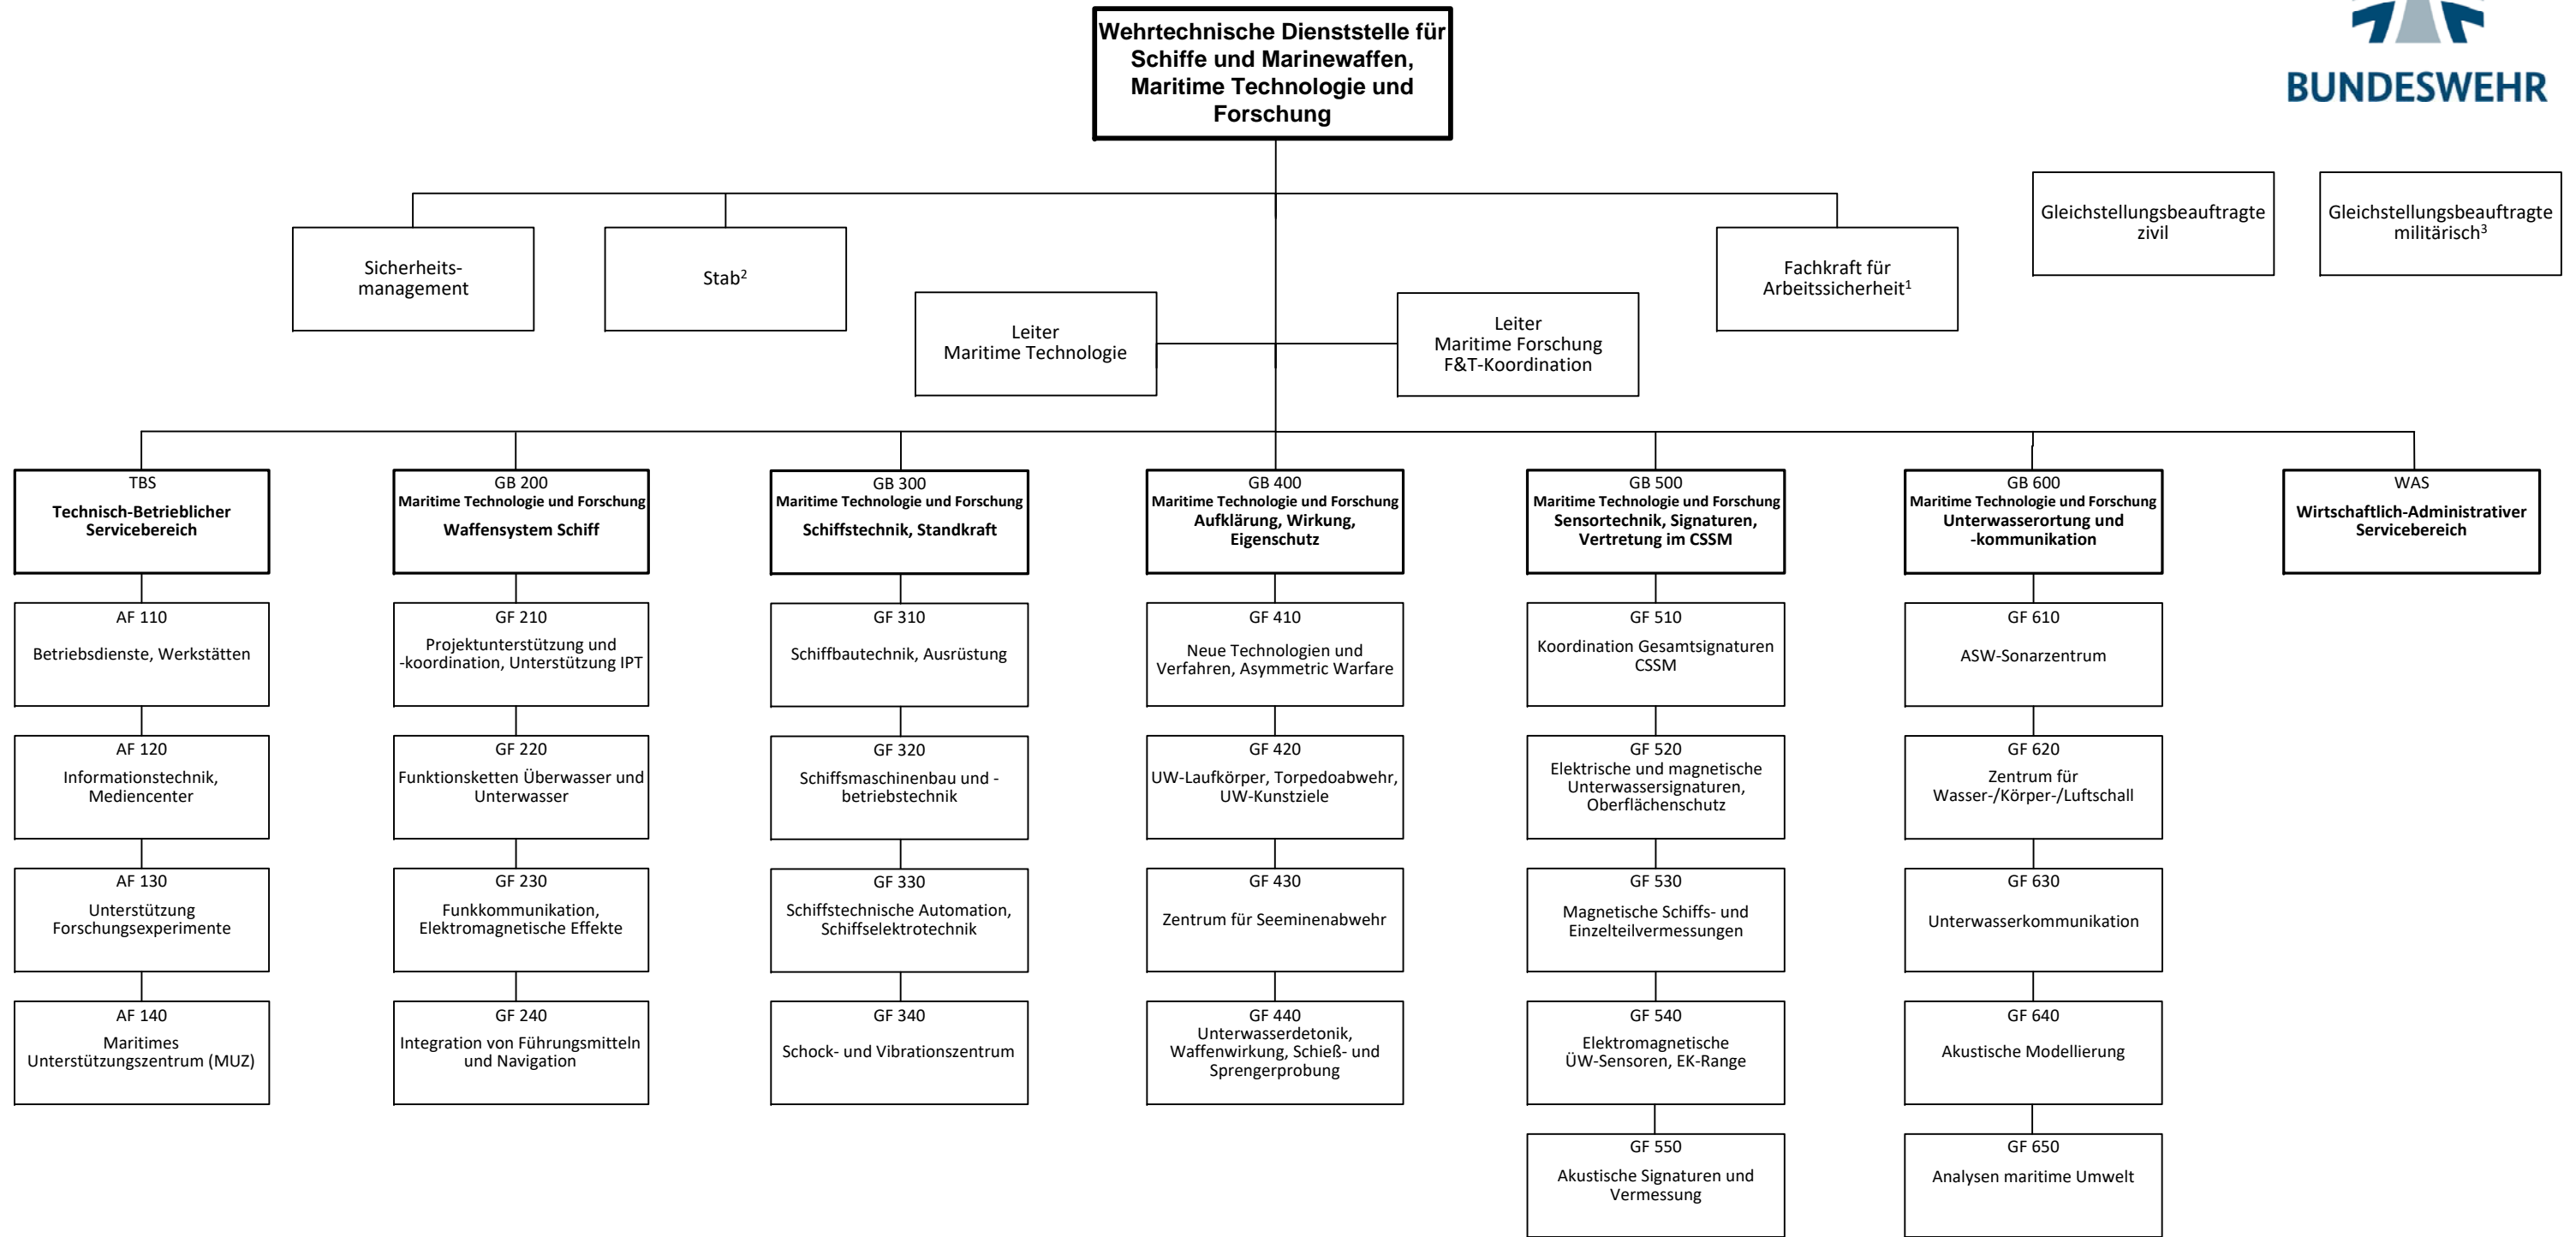 Wehrtechnische Dienststelle für
Schiffe und Marinewaffen,
Maritime Technologie und
Forschung
BUNDESWEHR
Gleichstellungsbeauftragte
zivil
Gleichstellungsbeauftragte
militärisch³
Sicherheits-
management
Stab²
Fachkraft für
Arbeitssicherheit¹
Leiter
Maritime Technologie
Leiter
Maritime Forschung
F&T-Koordination
TBS
Technisch-Betrieblicher
Servicebereich
AF 110
Betriebsdienste, Werkstätten
AF 120
Informationstechnik,
Mediencenter
AF 130
Unterstützung
Forschungsexperimente
AF 140
Maritimes
Unterstützungszentrum (MUZ)
GB 200
Maritime Technologie und Forschung
Waffensystem Schiff
GF 210
Projektunterstützung und
-koordination, Unterstützung IPT
GF 220
Funktionsketten Überwasser und
Unterwasser
GF 230
Funkkommunikation,
Elektromagnetische Effekte
GF 240
Integration von Führungsmitteln
und Navigation
GB 300
Maritime Technologie und Forschung
Schiffstechnik, Standkraft
GF 310
Schiffbautechnik, Ausrüstung
GF 320
Schiffsmaschinenbau und -
betriebstechnik
GF 330
Schiffstechnische Automation,
Schiffselektrotechnik
GF 340
Schock- und Vibrationszentrum
GB 400
Maritime Technologie und Forschung
Aufklärung, Wirkung,
Eigenschutz
GF 410
Neue Technologien und
Verfahren, Asymmetric Warfare
GF 420
UW-Laufkörper, Torpedoabwehr,
UW-Kunstziele
GF 430
Zentrum für Seeminenabwehr
GF 440
Unterwasserdetonik,
Waffenwirkung, Schieß- und
Sprengerprobung
GB 500
Maritime Technologie und Forschung
Sensortechnik, Signaturen,
Vertretung im CSSM
GF 510
Koordination Gesamtsignaturen
CSSM
GF 520
Elektrische und magnetische
Unterwassersignaturen,
Oberflächenschutz
GF 530
Magnetische Schiffs- und
Einzelteilvermessungen
GF 540
Elektromagnetische
ÜW-Sensoren, EK-Range
GF 550
Akustische Signaturen und
Vermessung
GB 600
Maritime Technologie und Forschung
Unterwasserortung und
-kommunikation
GF 610
ASW-Sonarzentrum
GF 620
Zentrum für
Wasser-/Körper-/Luftschall
GF 630
Unterwasserkommunikation
GF 640
Akustische Modellierung
GF 650
Analysen maritime Umwelt
WAS
Wirtschaftlich-Administrativer
Servicebereich